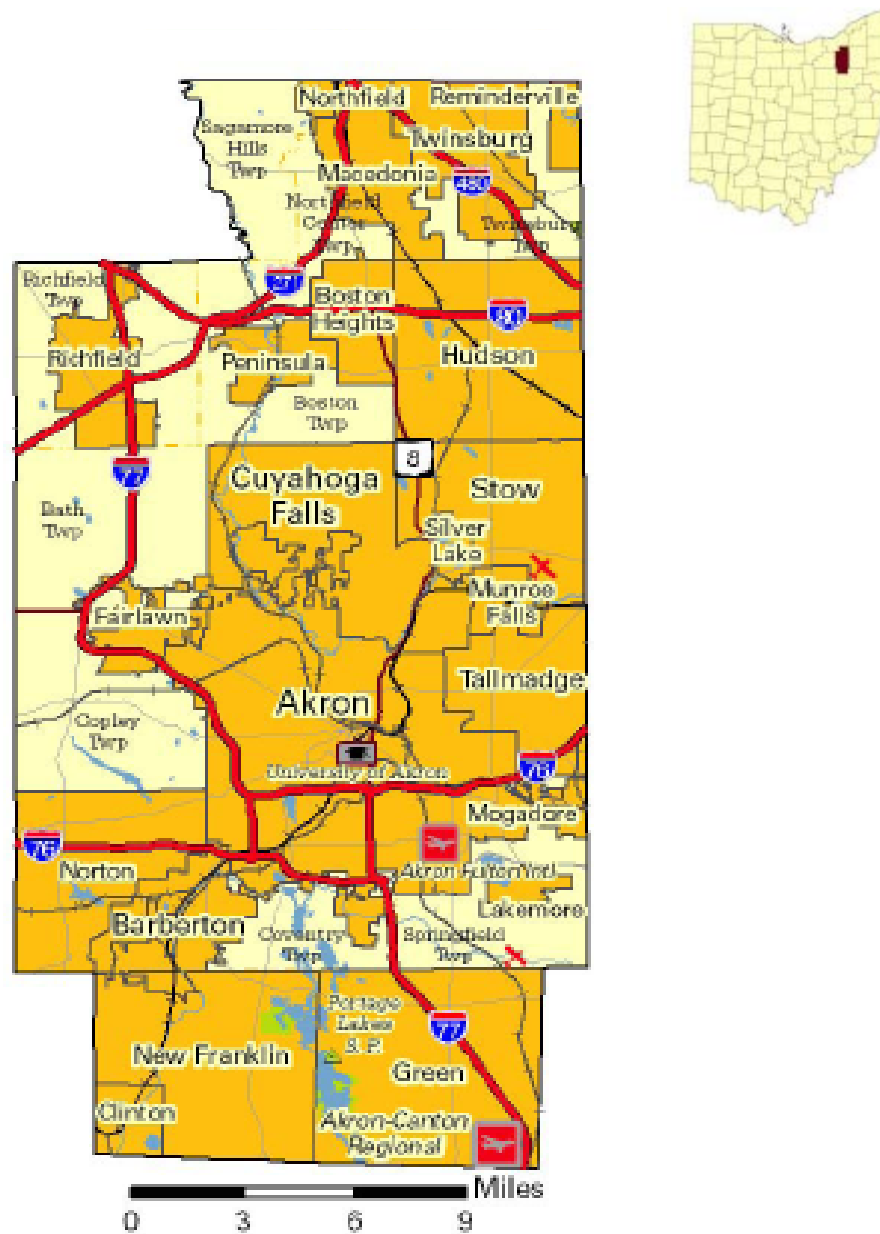 Northfield
Reminderville
Sagamore
Hills
Twp
Twinsburg
Macedonia
480
Northfield
Center
Twp
Twinsburg
Twp
Richfield
Twp
271
Boston
Heights
80
Richfield
Peninsula
Hudson
Boston
Twp
8
77
Cuyahoga
Falls
Stow
Bath
Twp
Silver
Lake
Munroe
Falls
Fairlawn
Tallmadge
Akron
Copley
Twp
University of Akron
76
Mogadore
76
Norton
Akron Fulton Int'l
Lakemore
Barberton
Coventry
Twp
Springfield
Twp
Portage
Lakes
S. P.
77
New Franklin
Green
Clinton
Akron-Canton
Regional
Miles
0 3 6 9